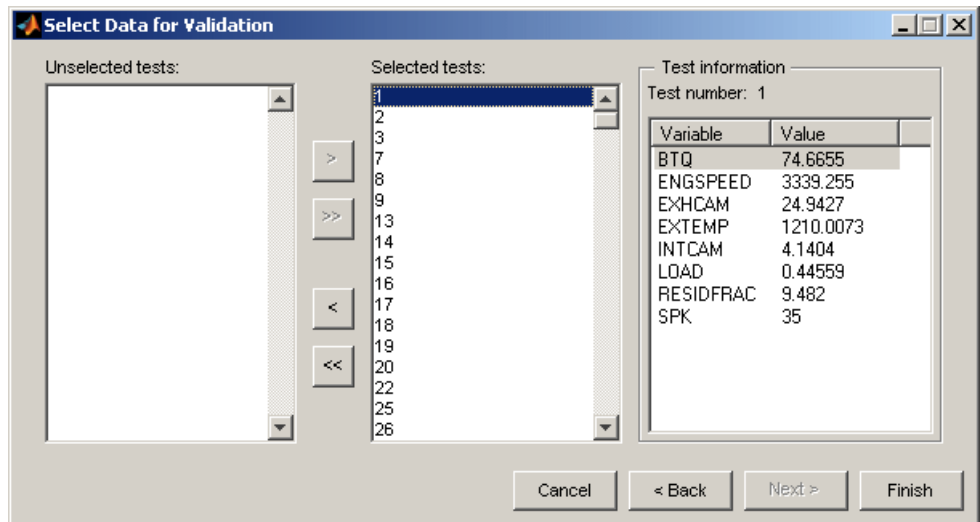 Select Data for Validation
Unselected tests:
Selected tests:
1
2
3
7
8
9
13
14
15
16
17
18
19
20
22
25
26
>
>>
<
<<
Test information
Test number: 1
Variable Value
BTQ 74.6655
ENGSPEED 3339.255
EXHCAM 24.9427
EXTEMP 1210.0073
INTCAM 4.1404
LOAD 0.44559
RESIDFRAC 9.482
SPK 35
Cancel
< Back
Next >
Finish